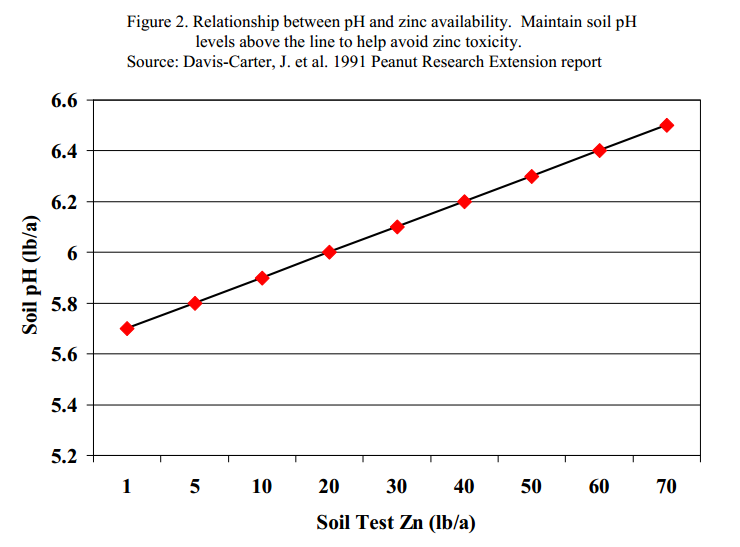 Figure 2. Relationship between pH and zinc availability.  Maintain soil pH
levels above the line to help avoid zinc toxicity.
Source: Davis-Carter, J. et al. 1991 Peanut Research Extension report
6.6
6.4
6.2
6
5.8
5.6
5.4
5.2
Soil pH (lb/a)
1 5 10 20 30 40 50 60 70
Soil Test Zn (lb/a)